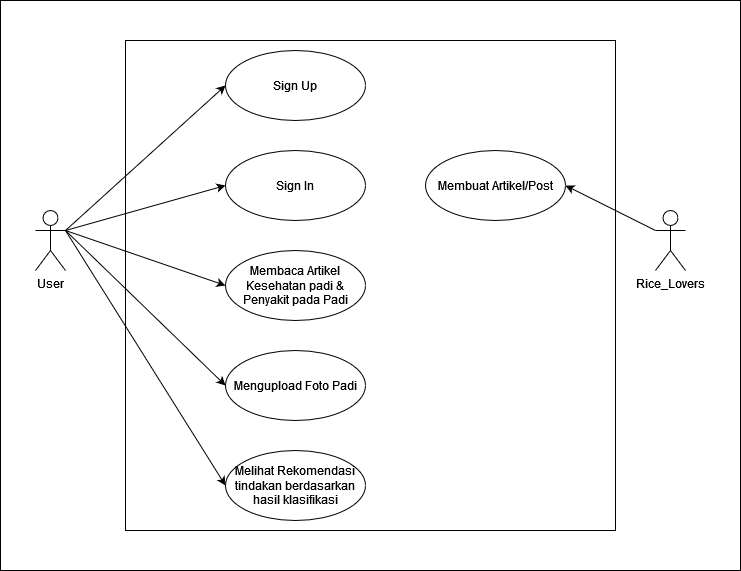 Sign Up
Sign In
Membuat Artikel/Post
User
Rice_Lovers
Membaca Artikel
Kesehatan padi &
Penyakit pada Padi
Mengupload Foto Padi
Melihat Rekomendasi
tindakan berdasarkan
hasil klasifikasi